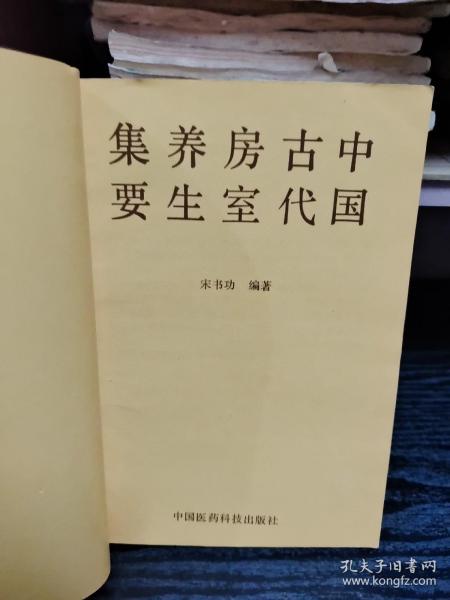 中国
古代
房室
养生
集要
宋书功 编著
中国医药科技出版社
孔夫子旧书网
www.kongfz.com